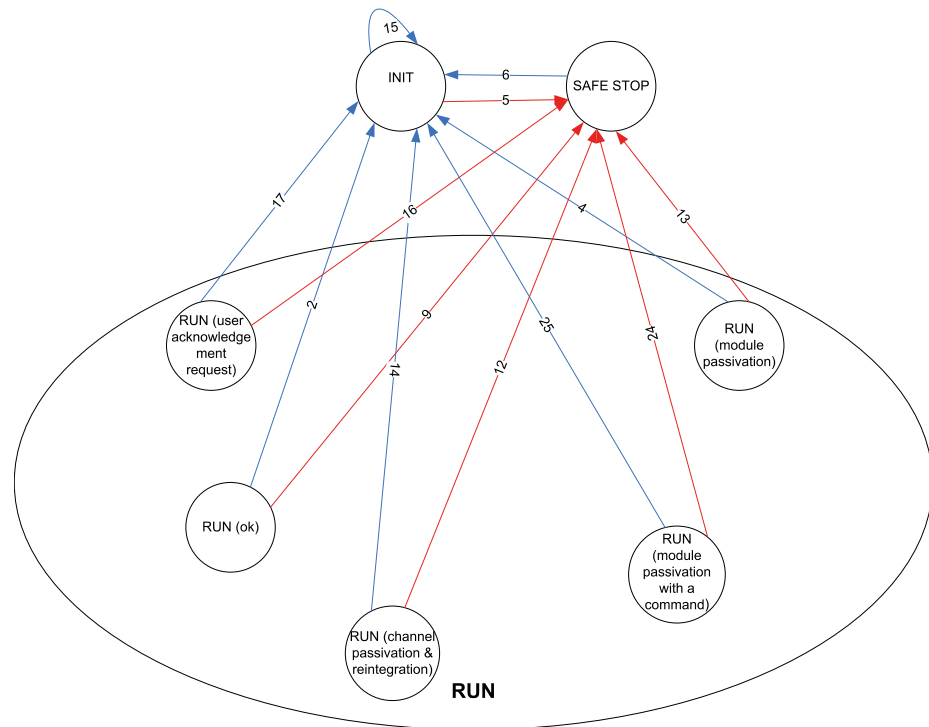 15
INIT
6
SAFE STOP
5
17
16
4
13
RUN (user
acknowledge
ment
request)
2
9
14
12
25
24
RUN
(module
passivation)
RUN (ok)
RUN
(module
passivation
with a
command)
RUN (channel
passivation &
reintegration)
RUN